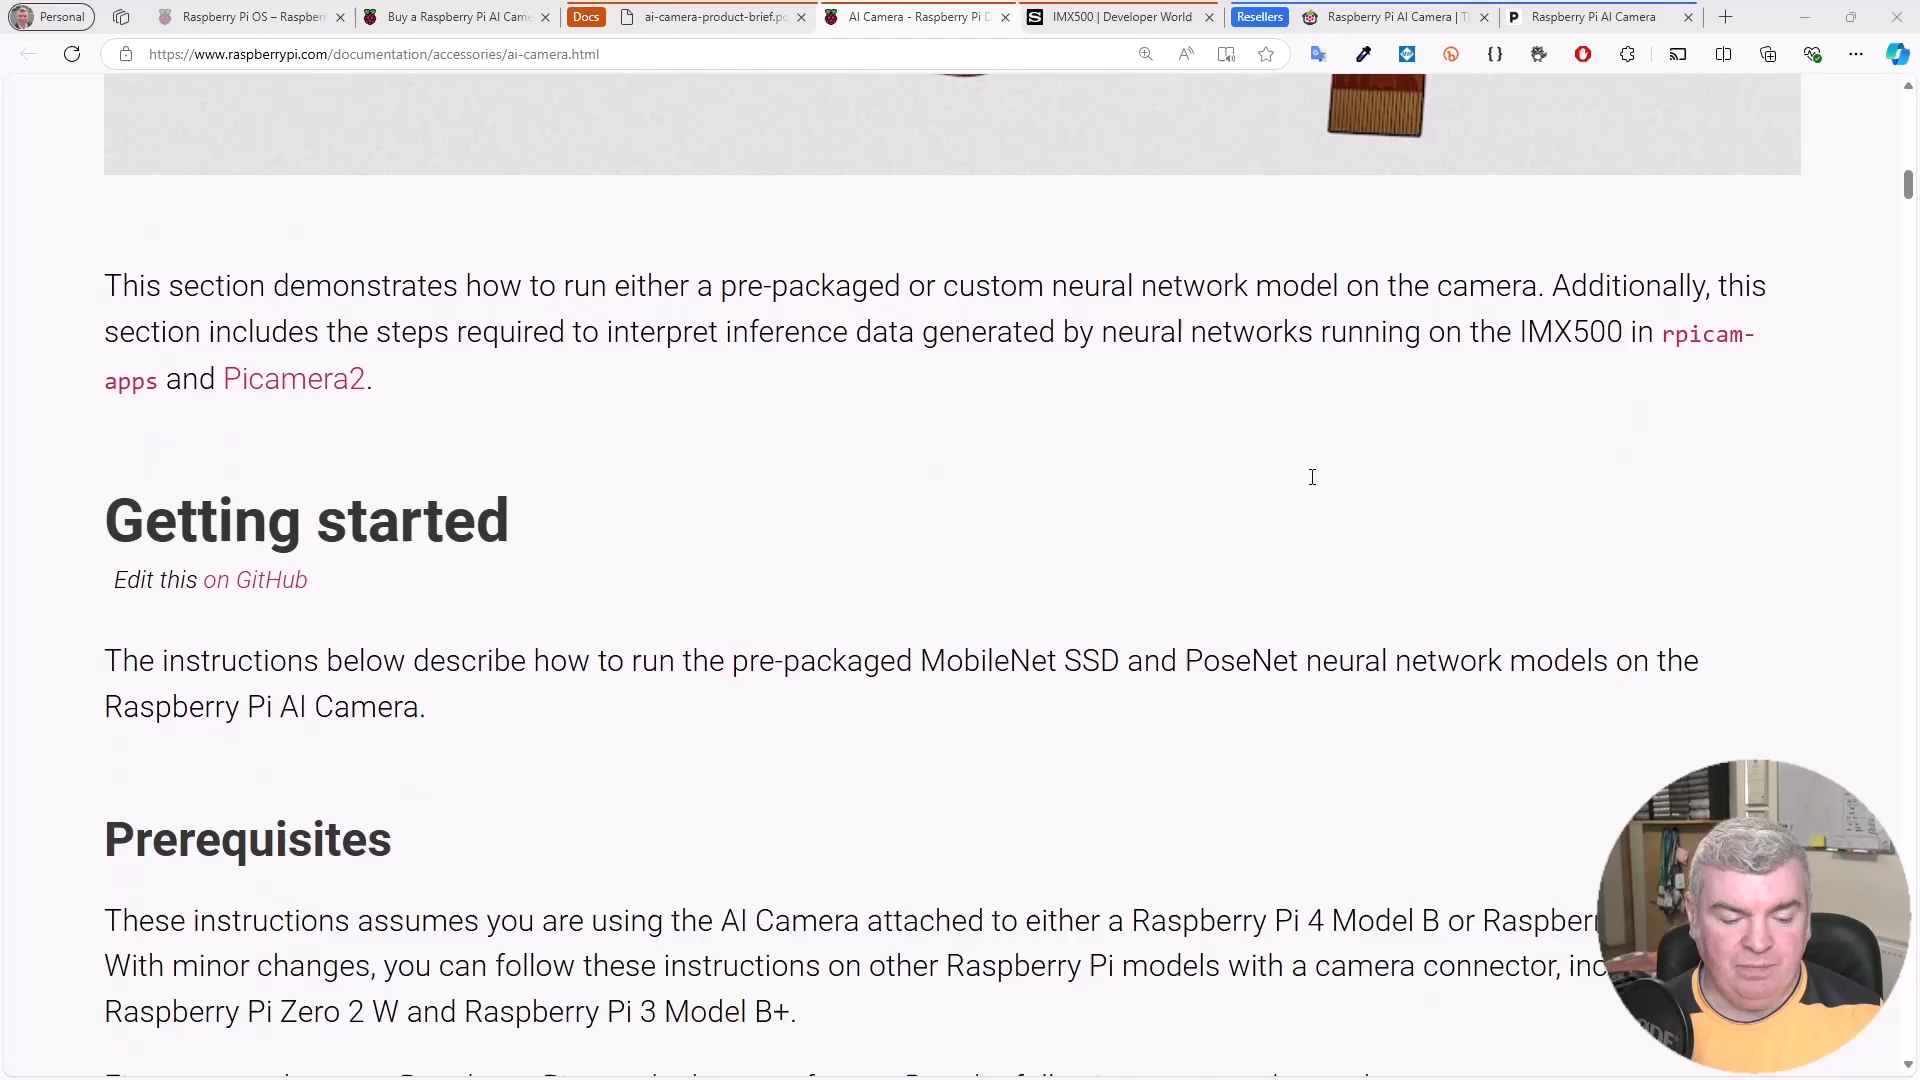 Personal
Raspberry Pi OS – Raspber
Buy a Raspberry Pi AI Came
Docs
ai-camera-product-brief.pc
AI Camera - Raspberry Pi D
IMX500 | Developer World
Resellers
Raspberry Pi AI Camera | T
Raspberry Pi AI Camera
https://www.raspberrypi.com/documentation/accessories/ai-camera.html
This section demonstrates how to run either a pre-packaged or custom neural network model on the camera. Additionally, this
section includes the steps required to interpret inference data generated by neural networks running on the IMX500 in rpicam-
apps and Picamera2.
Getting started
Edit this on GitHub
The instructions below describe how to run the pre-packaged MobileNet SSD and PoseNet neural network models on the
Raspberry Pi AI Camera.
Prerequisites
These instructions assumes you are using the AI Camera attached to either a Raspberry Pi 4 Model B or Raspberr
With minor changes, you can follow these instructions on other Raspberry Pi models with a camera connector, inc
Raspberry Pi Zero 2 W and Raspberry Pi 3 Model B+.